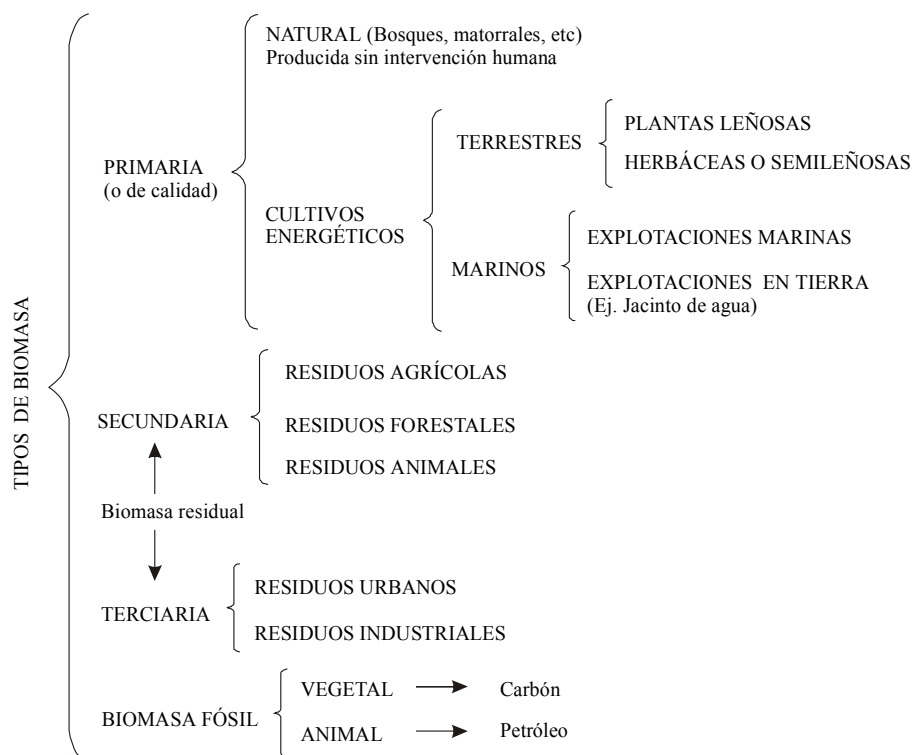 TIPOS DE BIOMASA
PRIMARIA
(o de calidad)
NATURAL (Bosques, matorrales, etc)
Producida sin intervención humana
CULTIVOS
ENERGÉTICOS
TERRESTRES
PLANTAS LEÑOSAS
HERBÁCEAS O SEMILEÑOSAS
MARINOS
EXPLOTACIONES MARINAS
EXPLOTACIONES EN TIERRA
(Ej. Jacinto de agua)
SECUNDARIA
RESIDUOS AGRÍCOLAS
RESIDUOS FORESTALES
RESIDUOS ANIMALES
Biomasa residual
TERCIARIA
RESIDUOS URBANOS
RESIDUOS INDUSTRIALES
BIOMASA FÓSIL
VEGETAL
Carbón
ANIMAL
Petróleo